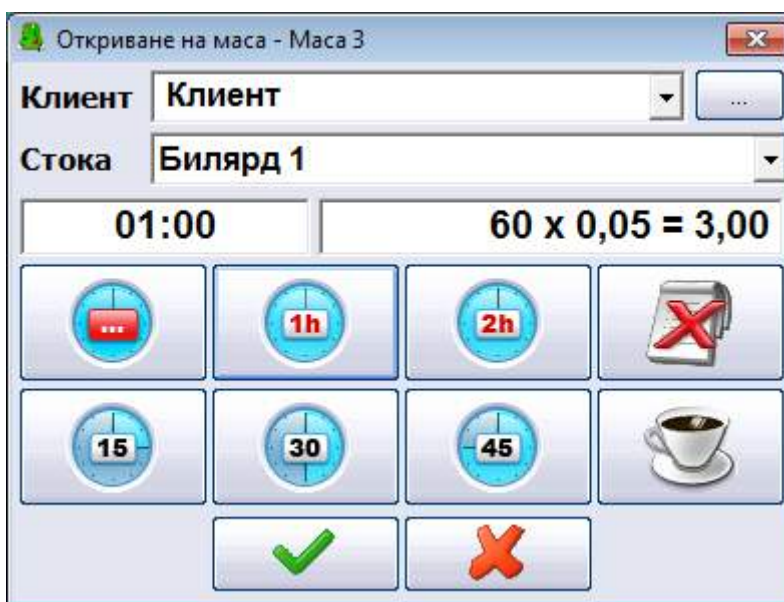 Откриване на маса - Маса 3
Клиент Клиент ...
Стока Билярд 1
01:00 60 x 0,05 = 3,00
... 1h 2h
15 30 45